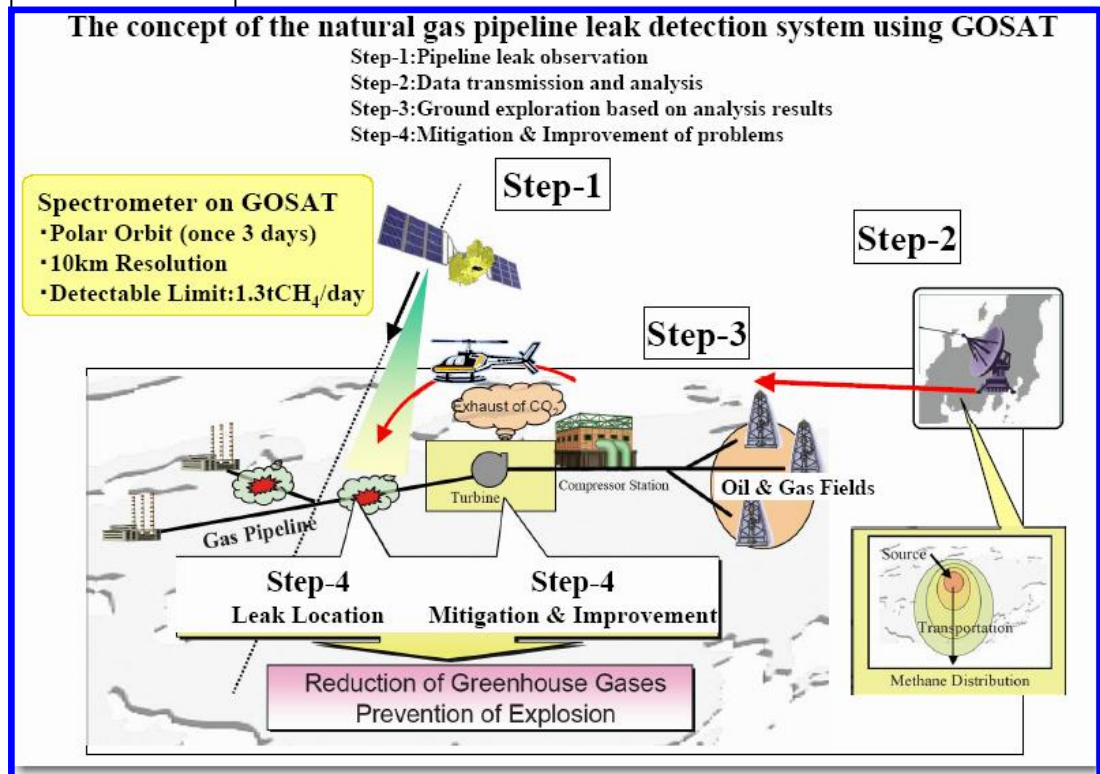 The concept of the natural gas pipeline leak detection system using GOSAT
Step-1:Pipeline leak observation
Step-2:Data transmission and analysis
Step-3:Ground exploration based on analysis results
Step-4:Mitigation & Improvement of problems
Step-1
Spectrometer on GOSAT
・Polar Orbit (once 3 days)
・10km Resolution
・Detectable Limit:1.3tCH₄/day
Step-2
Step-3
Exhaust of CO₂
Turbine
Compressor Station
Oil & Gas Fields
Gas Pipeline
Step-4
Leak Location
Step-4
Mitigation & Improvement
Source
Transportation
Methane Distribution
Reduction of Greenhouse Gases
Prevention of Explosion